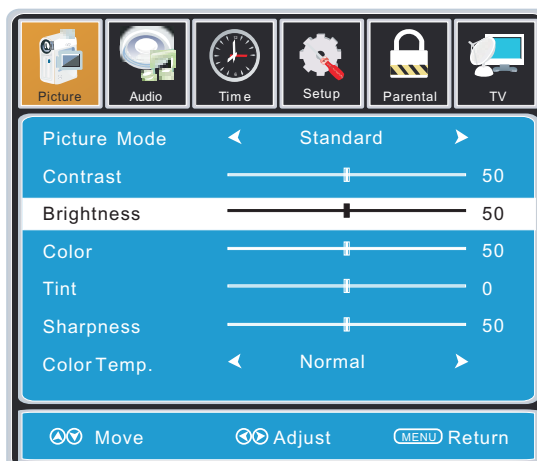 Picture Audio Time Setup Parental TV
Picture Mode Standard
Contrast 50
Brightness 50
Color 50
Tint 0
Sharpness 50
Color Temp. Normal
Move Adjust MENU Return